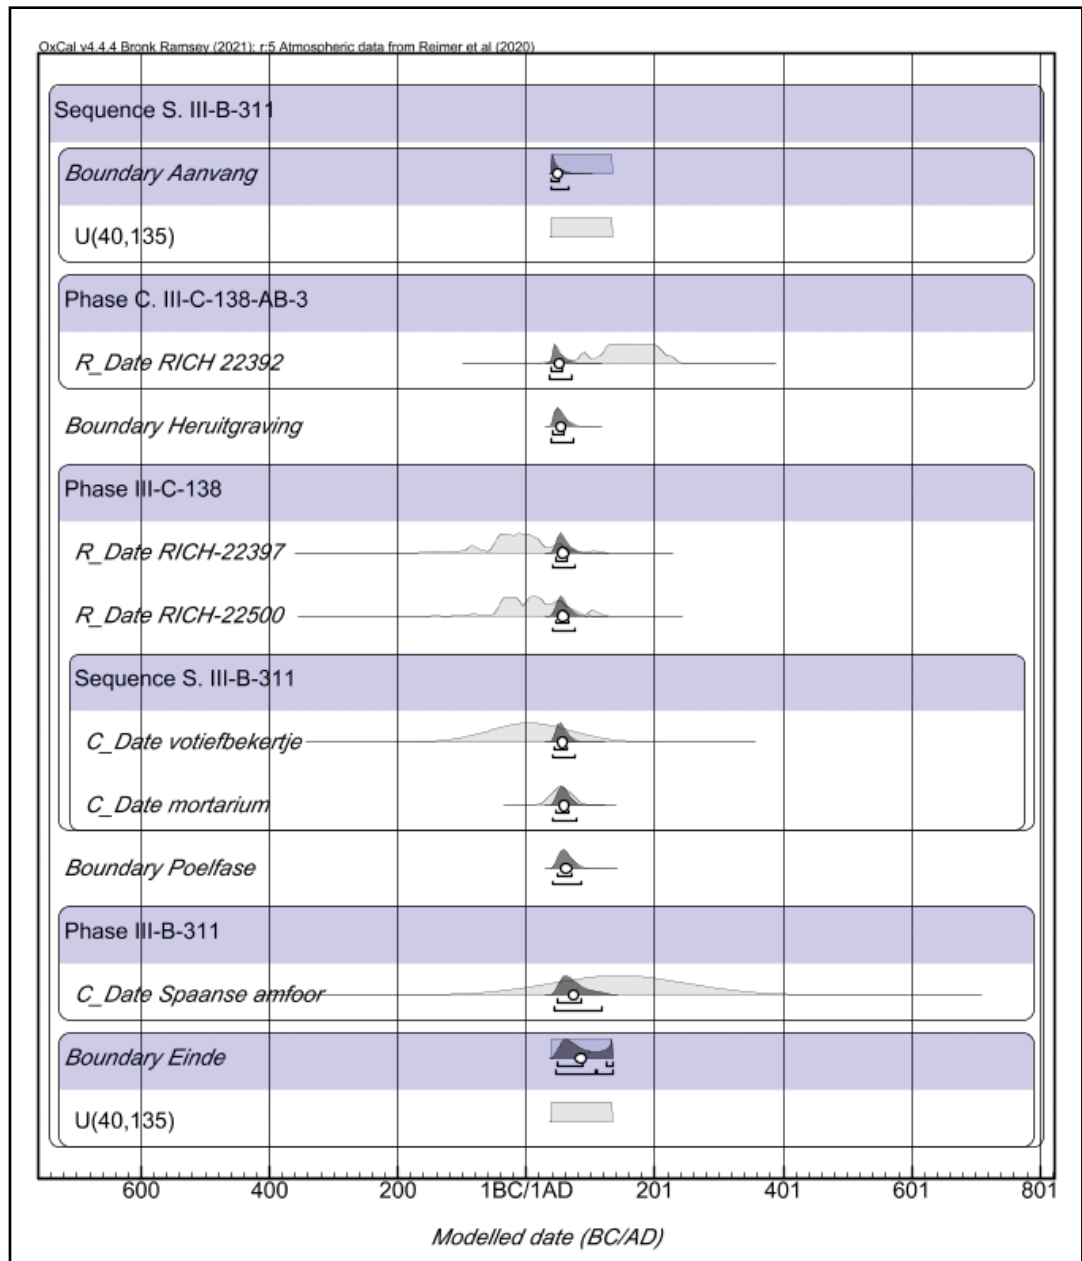 OxCal v4.4.4 Bronk Ramsey (2021); r:5 Atmospheric data from Reimer et al (2020)
Sequence S. III-B-311
Boundary Aanvang
U(40,135)
Phase C. III-C-138-AB-3
R_Date RICH 22392
Boundary Heruitgraving
Phase III-C-138
R_Date RICH-22397
R_Date RICH-22500
Sequence S. III-B-311
C_Date votiefbekertje
C_Date mortarium
Boundary Poelfase
Phase III-B-311
C_Date Spaanse amfoor
Boundary Einde
U(40,135)
600 400 200 1BC/1AD 201 401 601 801
Modelled date (BC/AD)